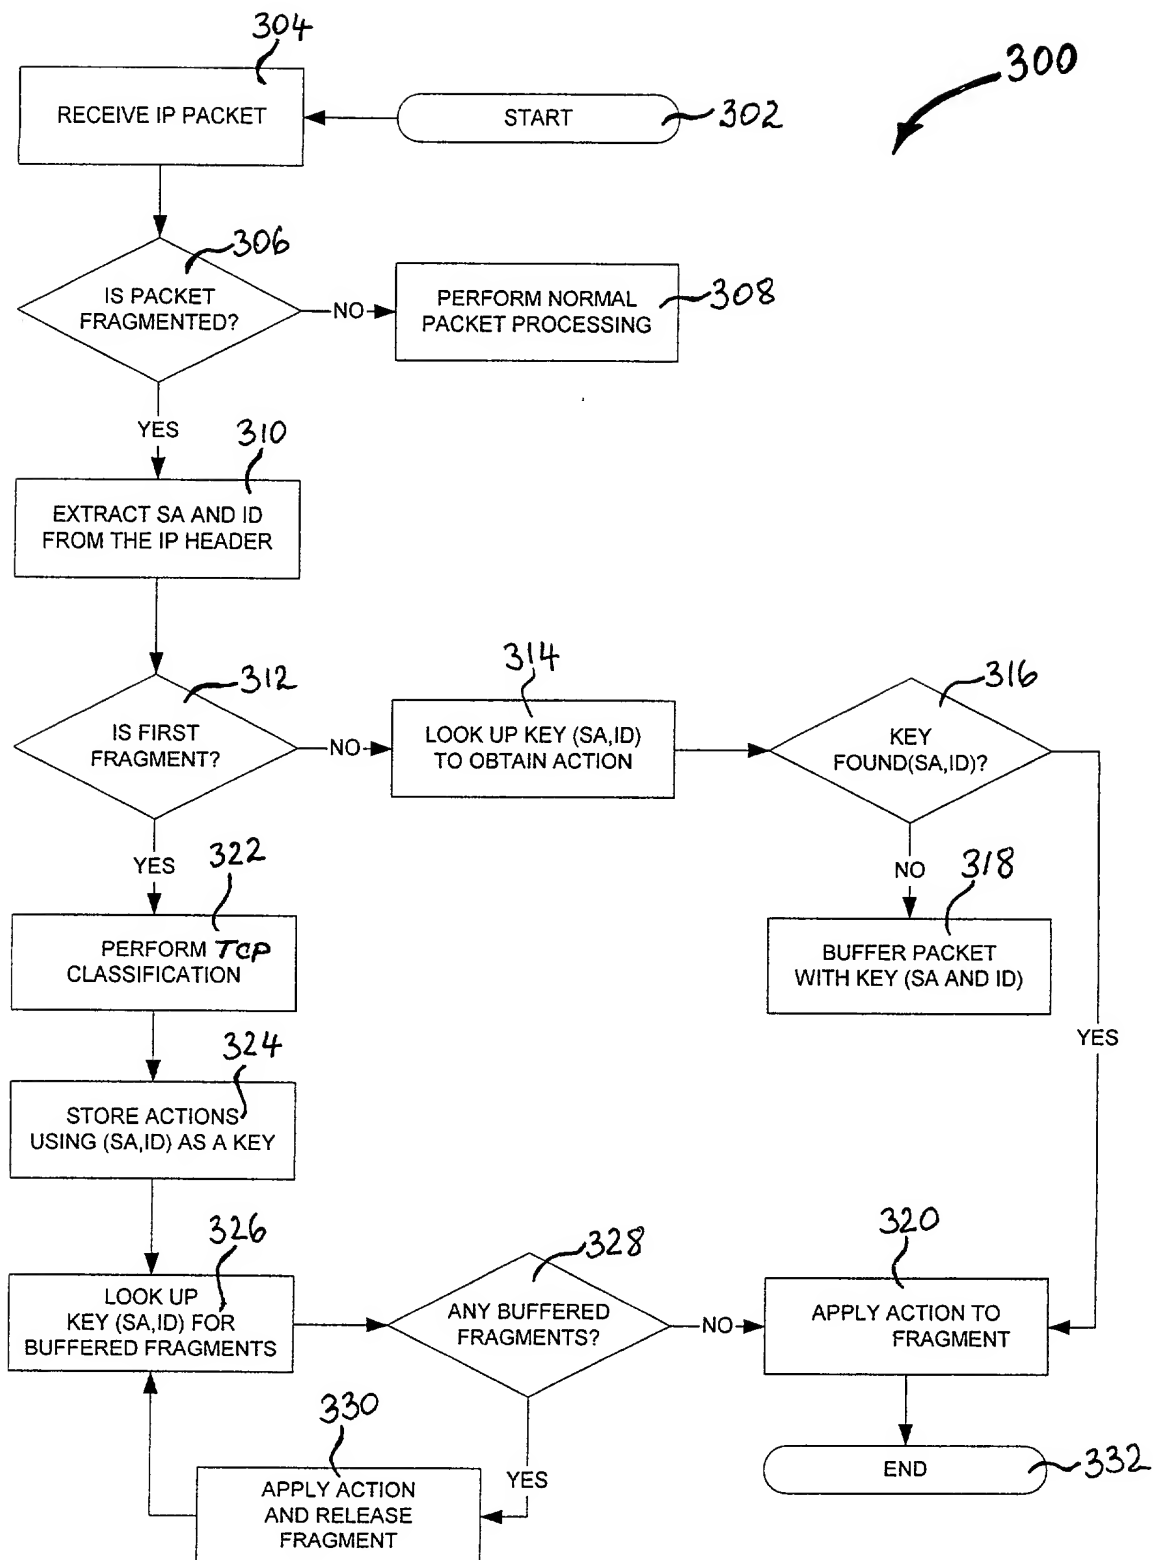 304
300
RECEIVE IP PACKET
START
302
306
IS PACKET
FRAGMENTED?
NO
PERFORM NORMAL
PACKET PROCESSING
308
YES
310
EXTRACT SA AND ID
FROM THE IP HEADER
312
IS FIRST
FRAGMENT?
NO
314
LOOK UP KEY (SA,ID)
TO OBTAIN ACTION
316
KEY
FOUND(SA,ID)?
YES
322
NO
318
PERFORM TCP
CLASSIFICATION
BUFFER PACKET
WITH KEY (SA AND ID)
YES
324
STORE ACTIONS
USING (SA,ID) AS A KEY
326
LOOK UP
KEY (SA,ID) FOR
BUFFERED FRAGMENTS
328
ANY BUFFERED
FRAGMENTS?
NO
320
APPLY ACTION TO
FRAGMENT
330
YES
APPLY ACTION
AND RELEASE
FRAGMENT
END
332